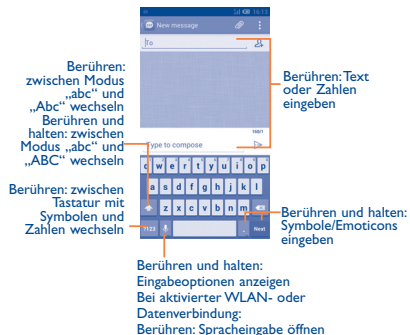 19:13
New message
To
160/1
Type to compose
q w e r t y u i o p
a s d f g h j k l
z x c v b n m
?123 . Next
Berühren:
zwischen Modus
„abc“ und
„Abc“ wechseln
Berühren und
halten: zwischen
Modus „abc“ und
„ABC“ wechseln
Berühren: zwischen
Tastatur mit
Symbolen und
Zahlen wechseln
Berühren: Text
oder Zahlen
eingeben
Berühren und halten:
Symbole/Emoticons
eingeben
Berühren und halten:
Eingabeoptionen anzeigen
Bei aktivierter WLAN- oder
Datenverbindung:
Berühren: Spracheingabe öffnen